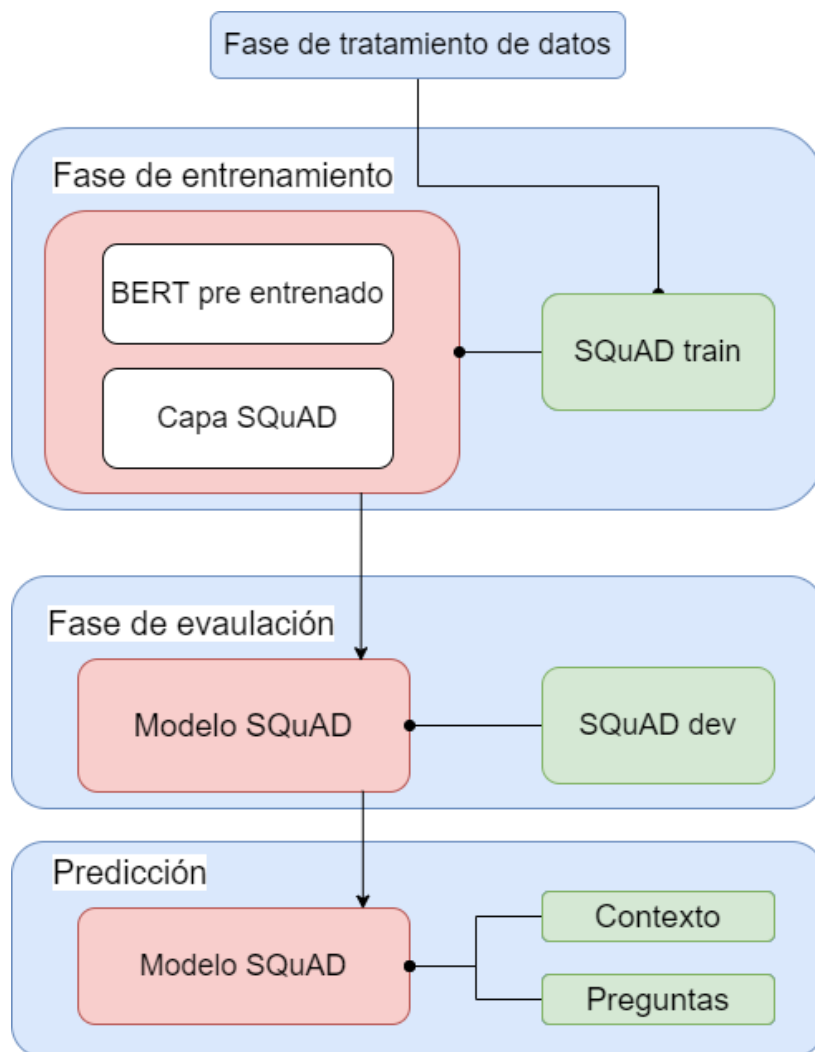 Fase de tratamiento de datos
Fase de entrenamiento
BERT pre entrenado
SQuAD train
Capa SQuAD
Fase de evaulación
Modelo SQuAD
SQuAD dev
Predicción
Contexto
Modelo SQuAD
Preguntas